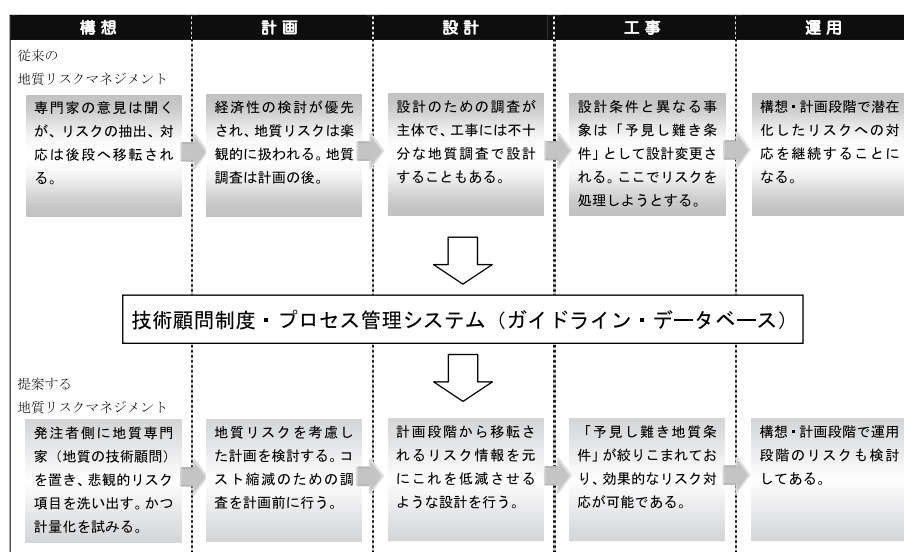 構想
計画
設計
工事
運用
従来の
地質リスクマネジメント
専門家の意見は聞く
が、リスクの抽出、対
応は後段へ移転され
る。
経済性の検討が優先
され、地質リスクは楽
観的に扱われる。地質
調査は計画の後。
設計のための調査が
主体で、工事には不十
分な地質調査で設計
することもある。
設計条件と異なる事
象は「予見し難き条
件」として設計変更さ
れる。ここでリスクを
処理しようとする。
構想・計画段階で潜在
化したリスクへの対
応を継続することに
なる。
技術顧問制度・プロセス管理システム（ガイドライン・データベース）
提案する
地質リスクマネジメント
発注者側に地質専門
家（地質の技術顧問）
を置き、悲観的リスク
項目を洗い出す。かつ
計量化を試みる。
地質リスクを考慮し
た計画を検討する。コ
スト縮減のための調
査を計画前に行う。
計画段階から移転さ
れるリスク情報を元
にこれを低減させる
ような設計を行う。
「予見し難き地質条
件」が絞りこまれてお
り、効果的なリスク対
応が可能である。
構想・計画段階で運用
段階のリスクも検討
してある。